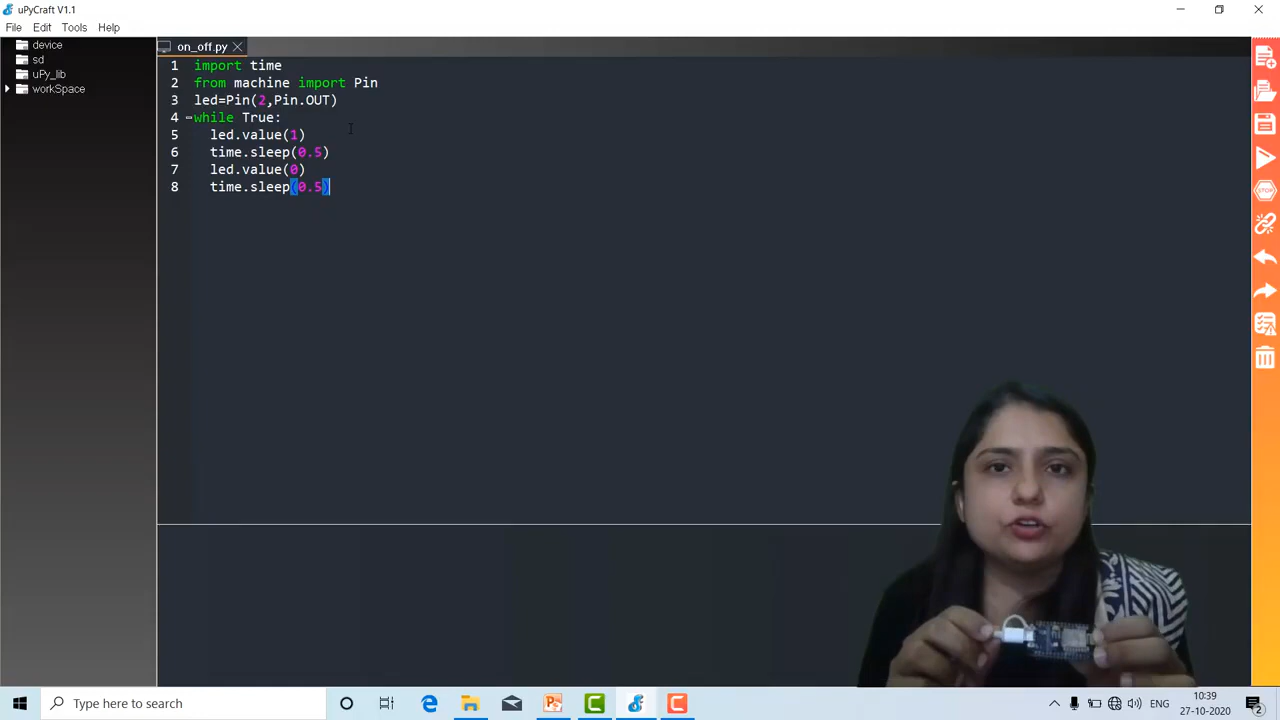 uPyCraft V1.1
File Edit Tools Help
device
sd
uPy_lib
workSpace
on_off.py
1 import time
2 from machine import Pin
3 led=Pin(2,Pin.OUT)
4 while True:
5 led.value(1)
6 time.sleep(0.5)
7 led.value(0)
8 time.sleep(0.5)
STOP
Type here to search
ENG
10:39
27-10-2020
2